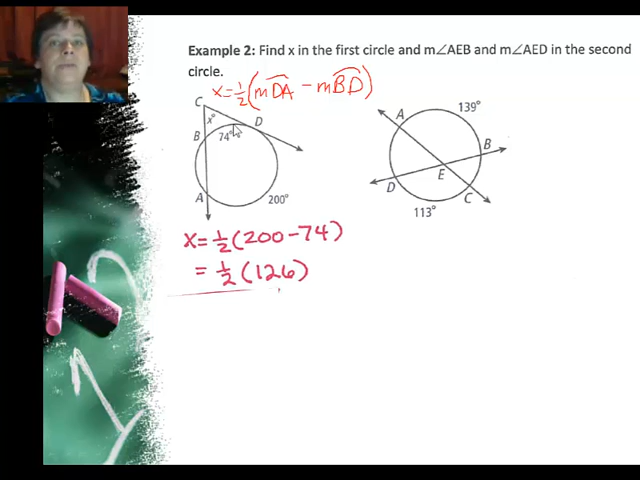 Example 2: Find x in the first circle and m∠AEB and m∠AED in the second
circle.
x=½(mDA − mBD)
C
x°
B
74°
D
A
200°
A
139°
B
E
D
C
113°
x=½(200−74)
=½(126)